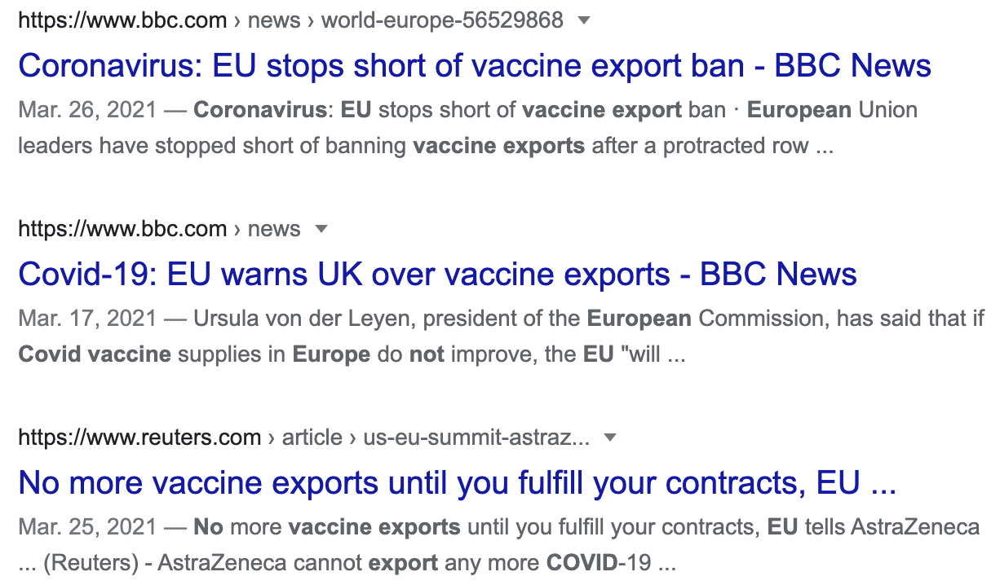 https://www.bbc.com › news › world-europe-56529868
Coronavirus: EU stops short of vaccine export ban - BBC News
Mar. 26, 2021 — Coronavirus: EU stops short of vaccine export ban · European Union
leaders have stopped short of banning vaccine exports after a protracted row ...
https://www.bbc.com › news
Covid-19: EU warns UK over vaccine exports - BBC News
Mar. 17, 2021 — Ursula von der Leyen, president of the European Commission, has said that if
Covid vaccine supplies in Europe do not improve, the EU "will ...
https://www.reuters.com › article › us-eu-summit-astraz...
No more vaccine exports until you fulfill your contracts, EU ...
Mar. 25, 2021 — No more vaccine exports until you fulfill your contracts, EU tells AstraZeneca
... (Reuters) - AstraZeneca cannot export any more COVID-19 ...